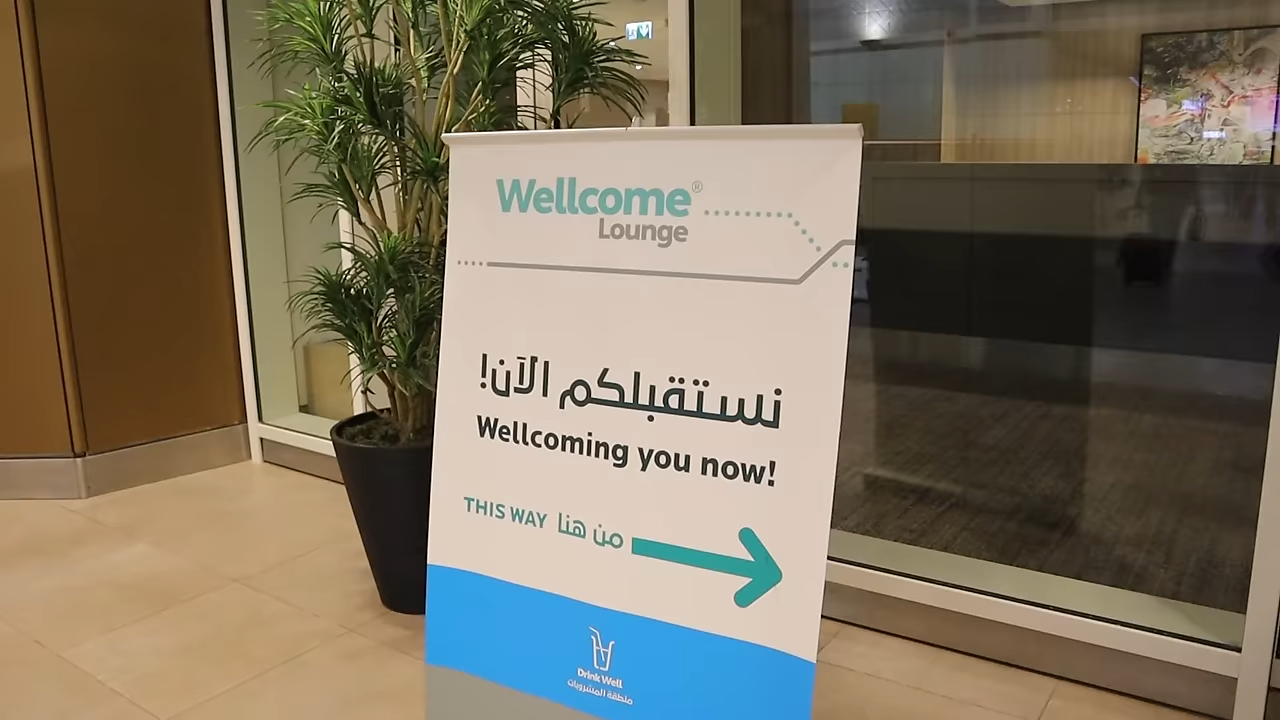 Wellcome®
Lounge
نستقبلكم الآن!
Wellcoming you now!
THIS WAY من هنا
Drink Well
منطقة المشروبات